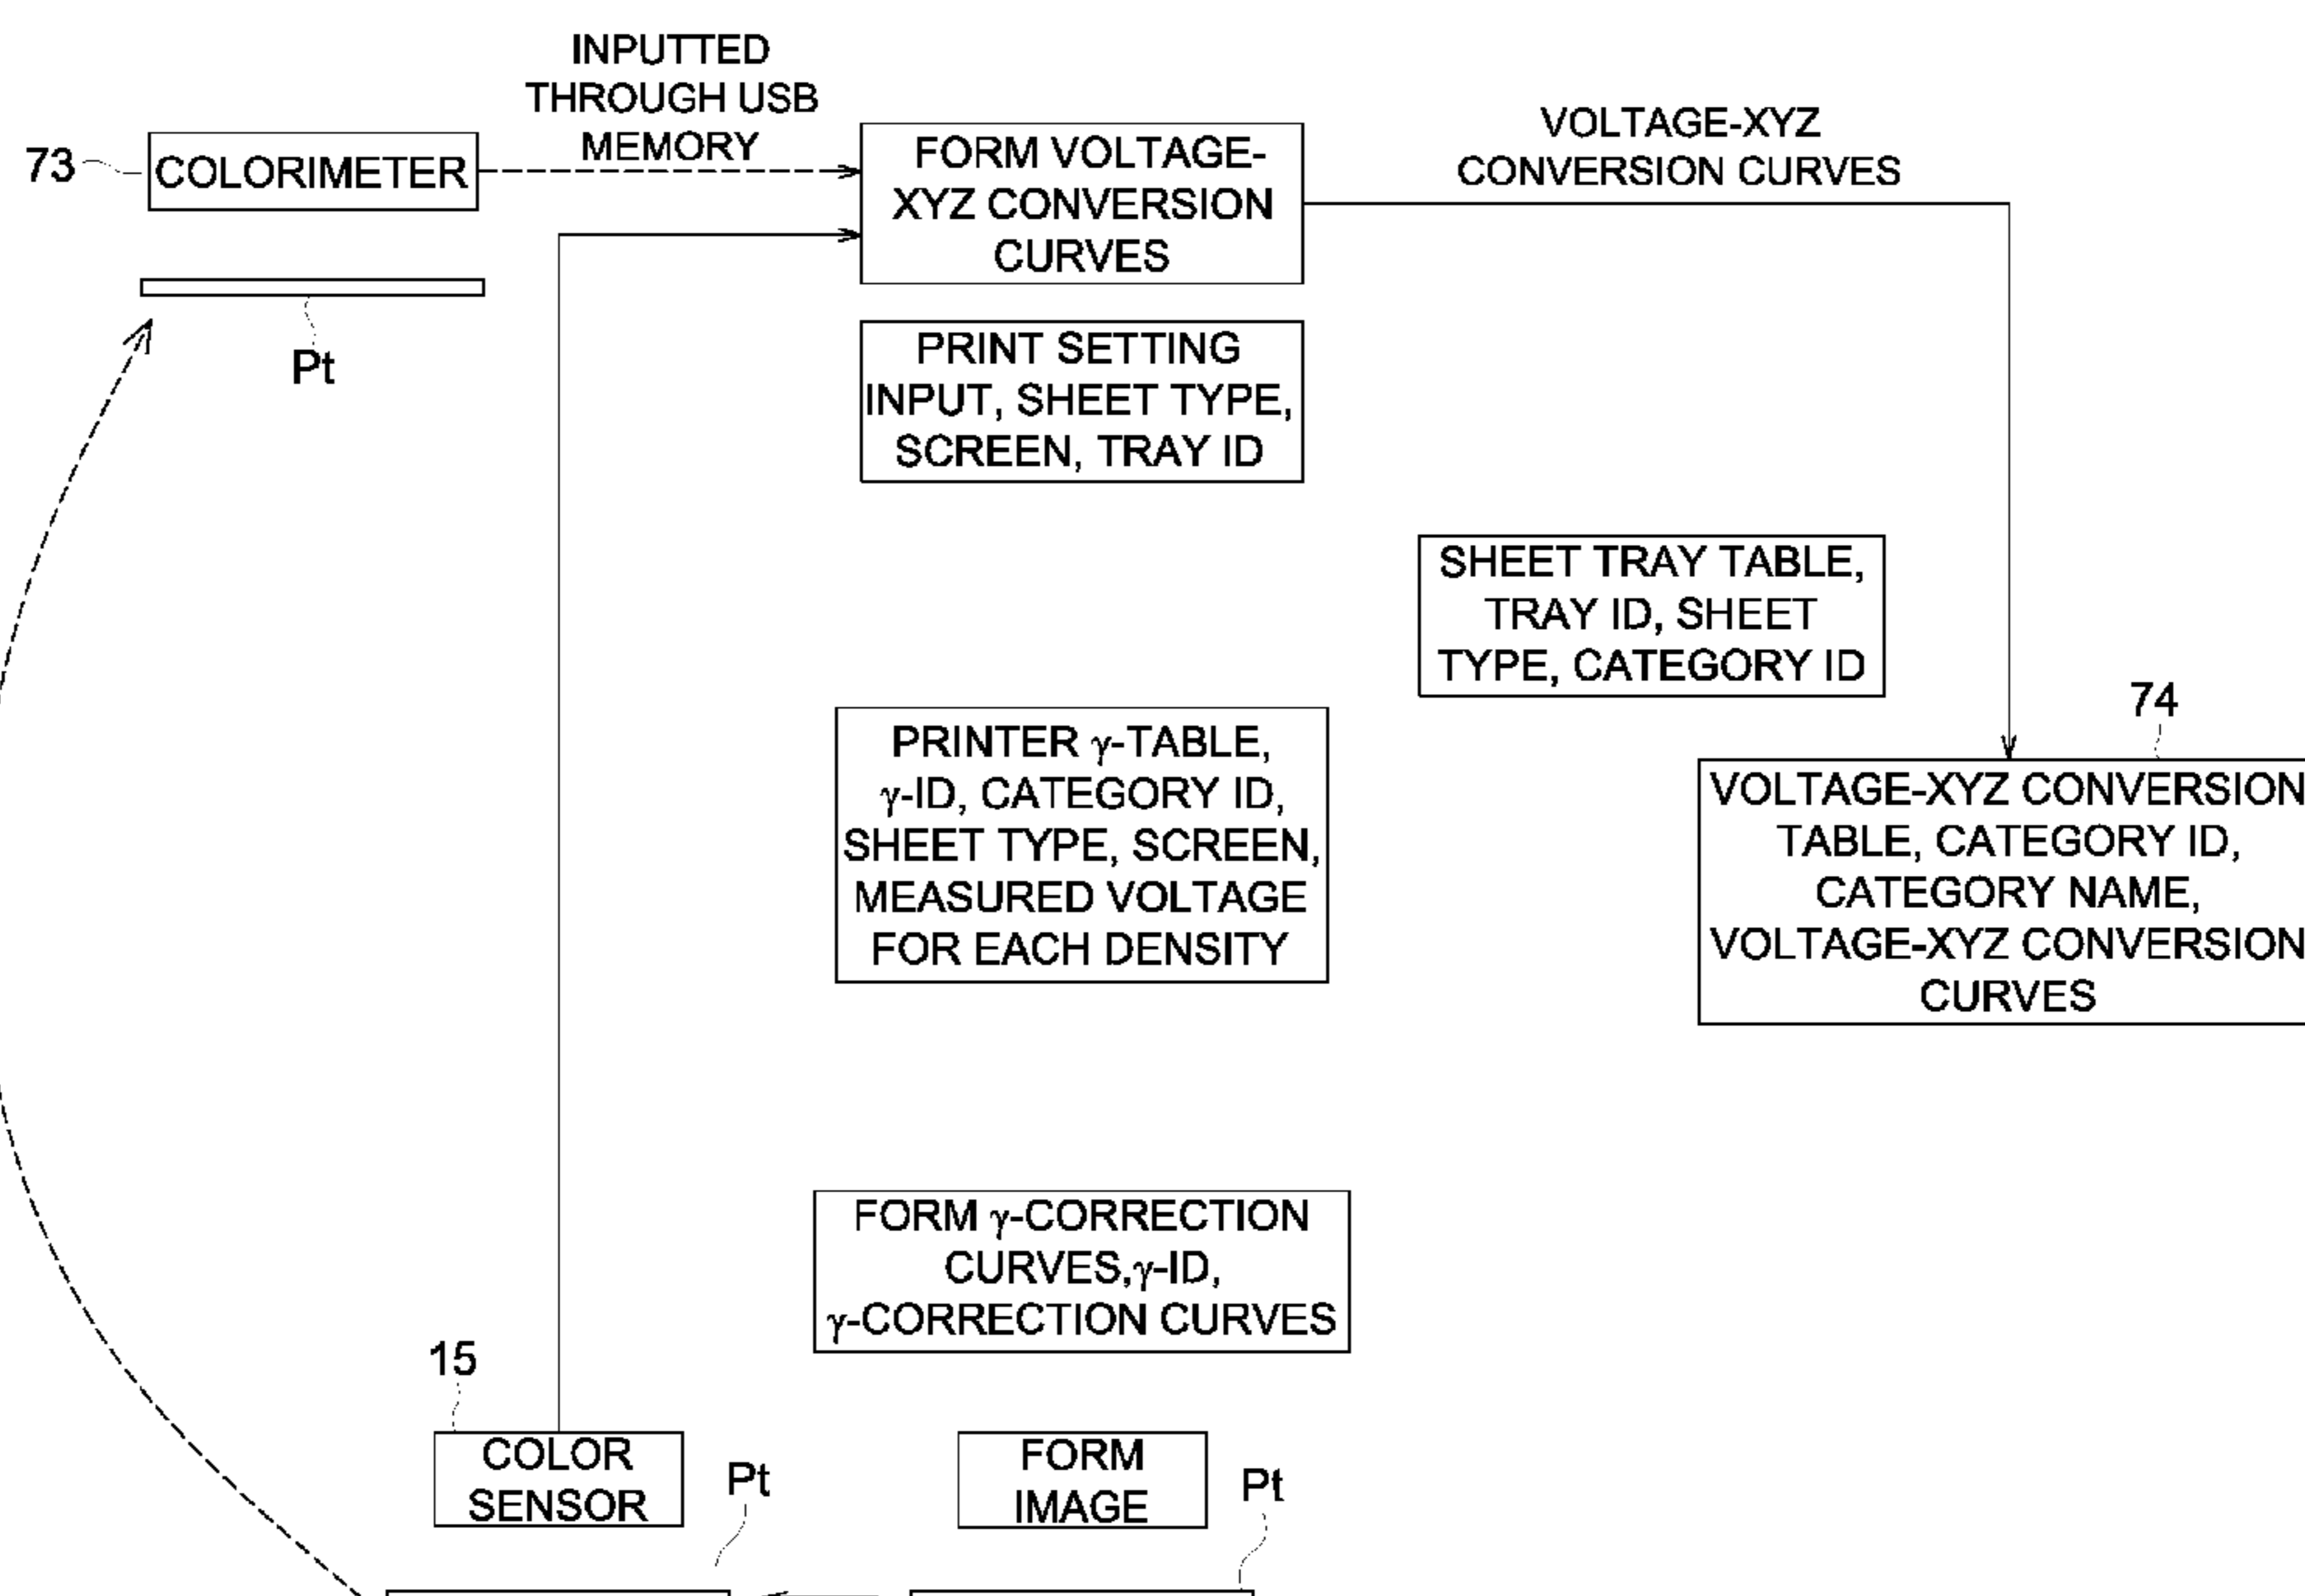 INPUTTED
THROUGH USB
MEMORY
73
COLORIMETER
FORM VOLTAGE-
XYZ CONVERSION
CURVES
VOLTAGE-XYZ
CONVERSION CURVES
Pt
PRINT SETTING
INPUT, SHEET TYPE,
SCREEN, TRAY ID
SHEET TRAY TABLE,
TRAY ID, SHEET
TYPE, CATEGORY ID
74
PRINTER γ-TABLE,
γ-ID, CATEGORY ID,
SHEET TYPE, SCREEN,
MEASURED VOLTAGE
FOR EACH DENSITY
VOLTAGE-XYZ CONVERSION
TABLE, CATEGORY ID,
CATEGORY NAME,
VOLTAGE-XYZ CONVERSION
CURVES
FORM γ-CORRECTION
CURVES,γ-ID,
γ-CORRECTION CURVES
15
COLOR
SENSOR
Pt
FORM
IMAGE
Pt